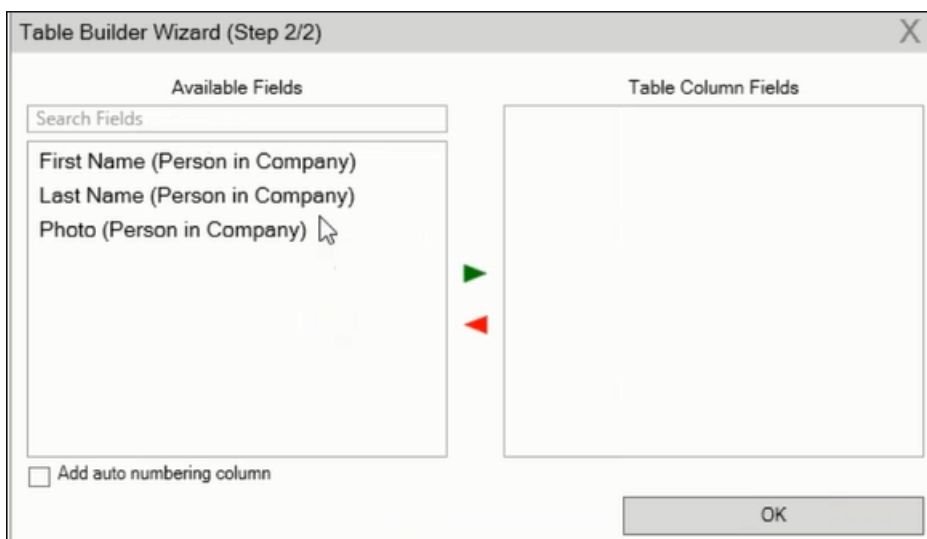 Table Builder Wizard (Step 2/2)
X
Available Fields
Table Column Fields
Search Fields
First Name (Person in Company)
Last Name (Person in Company)
Photo (Person in Company)
Add auto numbering column
OK